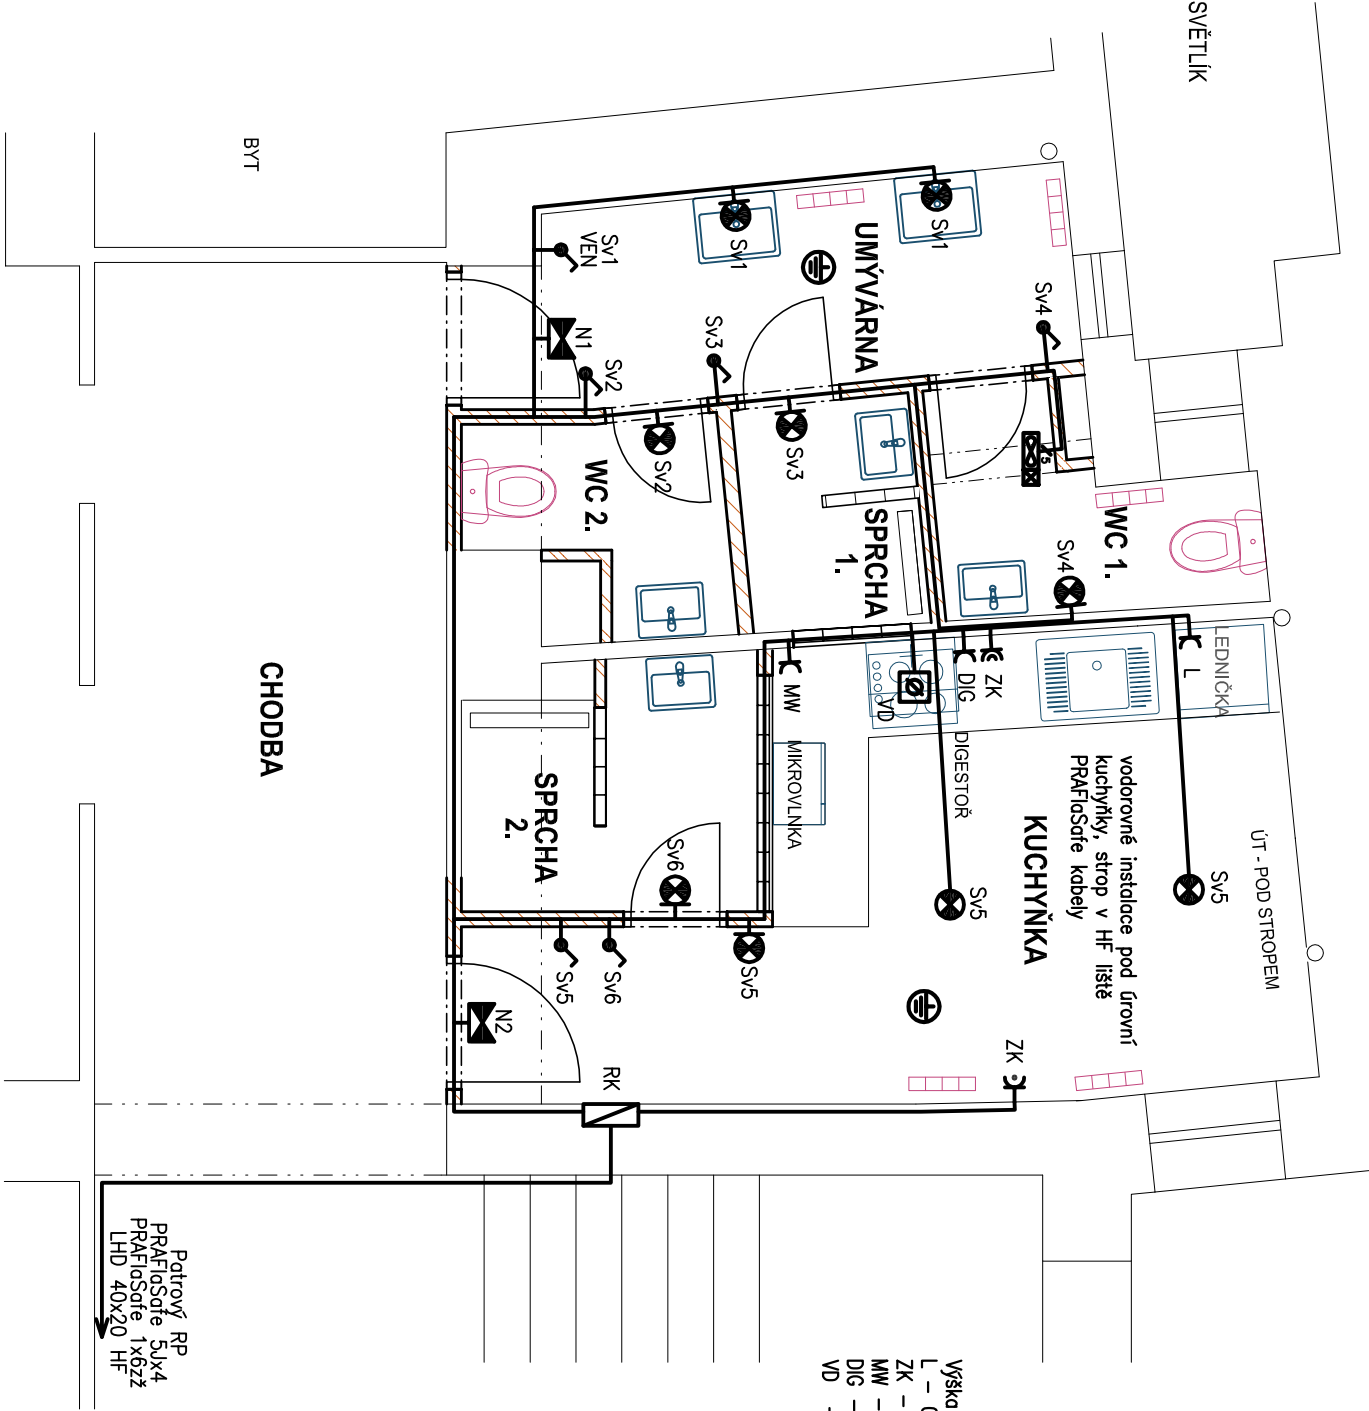 SVĚTLÍK
BYT
UMÝVÁRNA
Sv1
Sv1
Sv1
VEN
N1
Sv2
Sv3
Sv4
Sv2
Sv3
WC 2.
SPRCHA
1.
WC 1.
Sv4
LEDNIČKA
L
ZK
DIG
VD
MW
MIKROVLNKA
DIGESTOŘ
CHODBA
SPRCHA
2.
KUCHYŇKA
vodorovné instalace pod úrovní
kuchyňky, strop v HF liště
PRAFlaSafe kabely
ÚT - POD STROPEM
Sv5
Sv5
Sv6
Sv5
Sv6
Sv5
N2
RK
ZK
Patrový RP
PRAFlaSafe 5Jx4
PRAFlaSafe 1x6zž
LHD 40x20 HF
Výška
L -
ZK -
MW -
DIG -
VD -